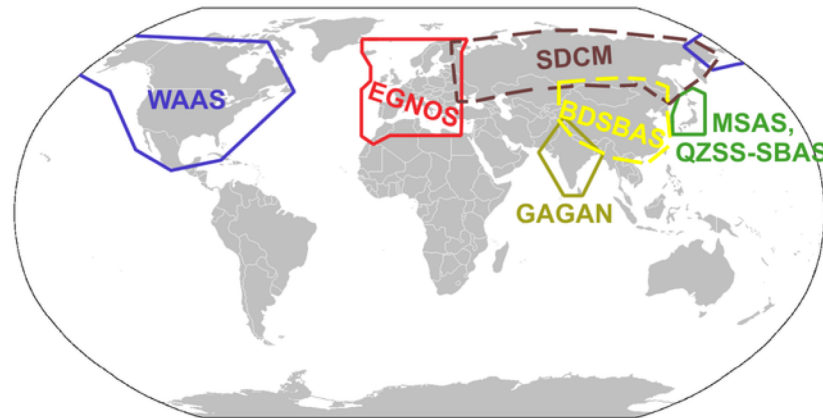 SDCM
WAAS
EGNOS
BDSBAS
MSAS,
QZSS-SBAS
GAGAN